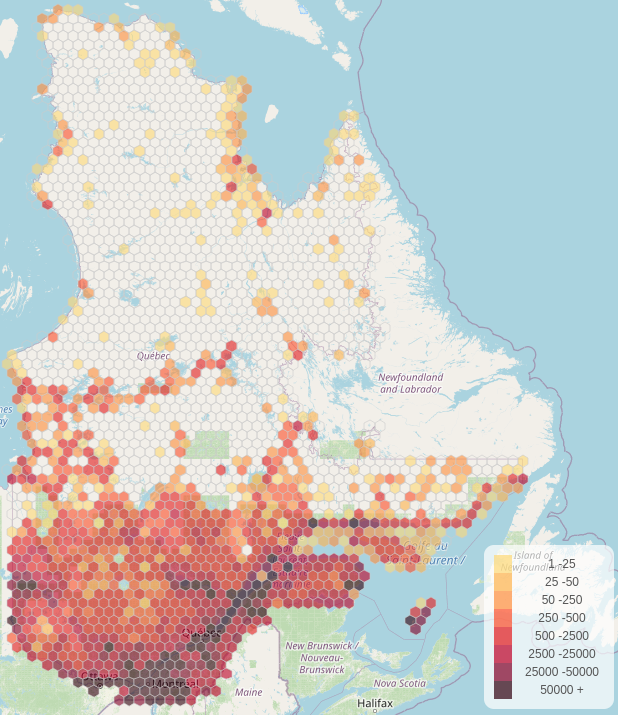 Québec
Newfoundland
and Labrador
Golfe du
Saint-Laurent /
Island of
Newfoundland
Québec
Ottawa
Montréal
New Brunswick /
Nouveau-
Brunswick
Maine
Nova Scotia
Halifax
1 -25
25 -50
50 -250
250 -500
500 -2500
2500 -25000
25000 -50000
50000 +